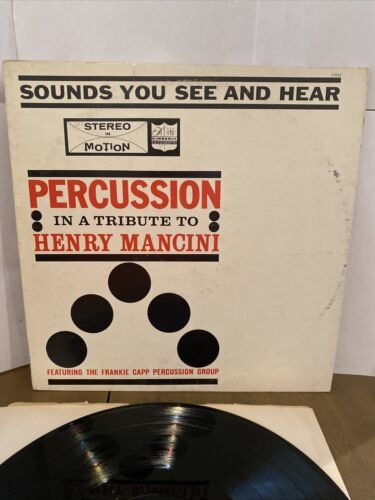 SOUNDS YOU SEE AND HEAR
STEREO
IN
MOTION
KIMBERLY
PERCUSSION
IN A TRIBUTE TO
HENRY MANCINI
FEATURING THE FRANKIE CAPP PERCUSSION GROUP